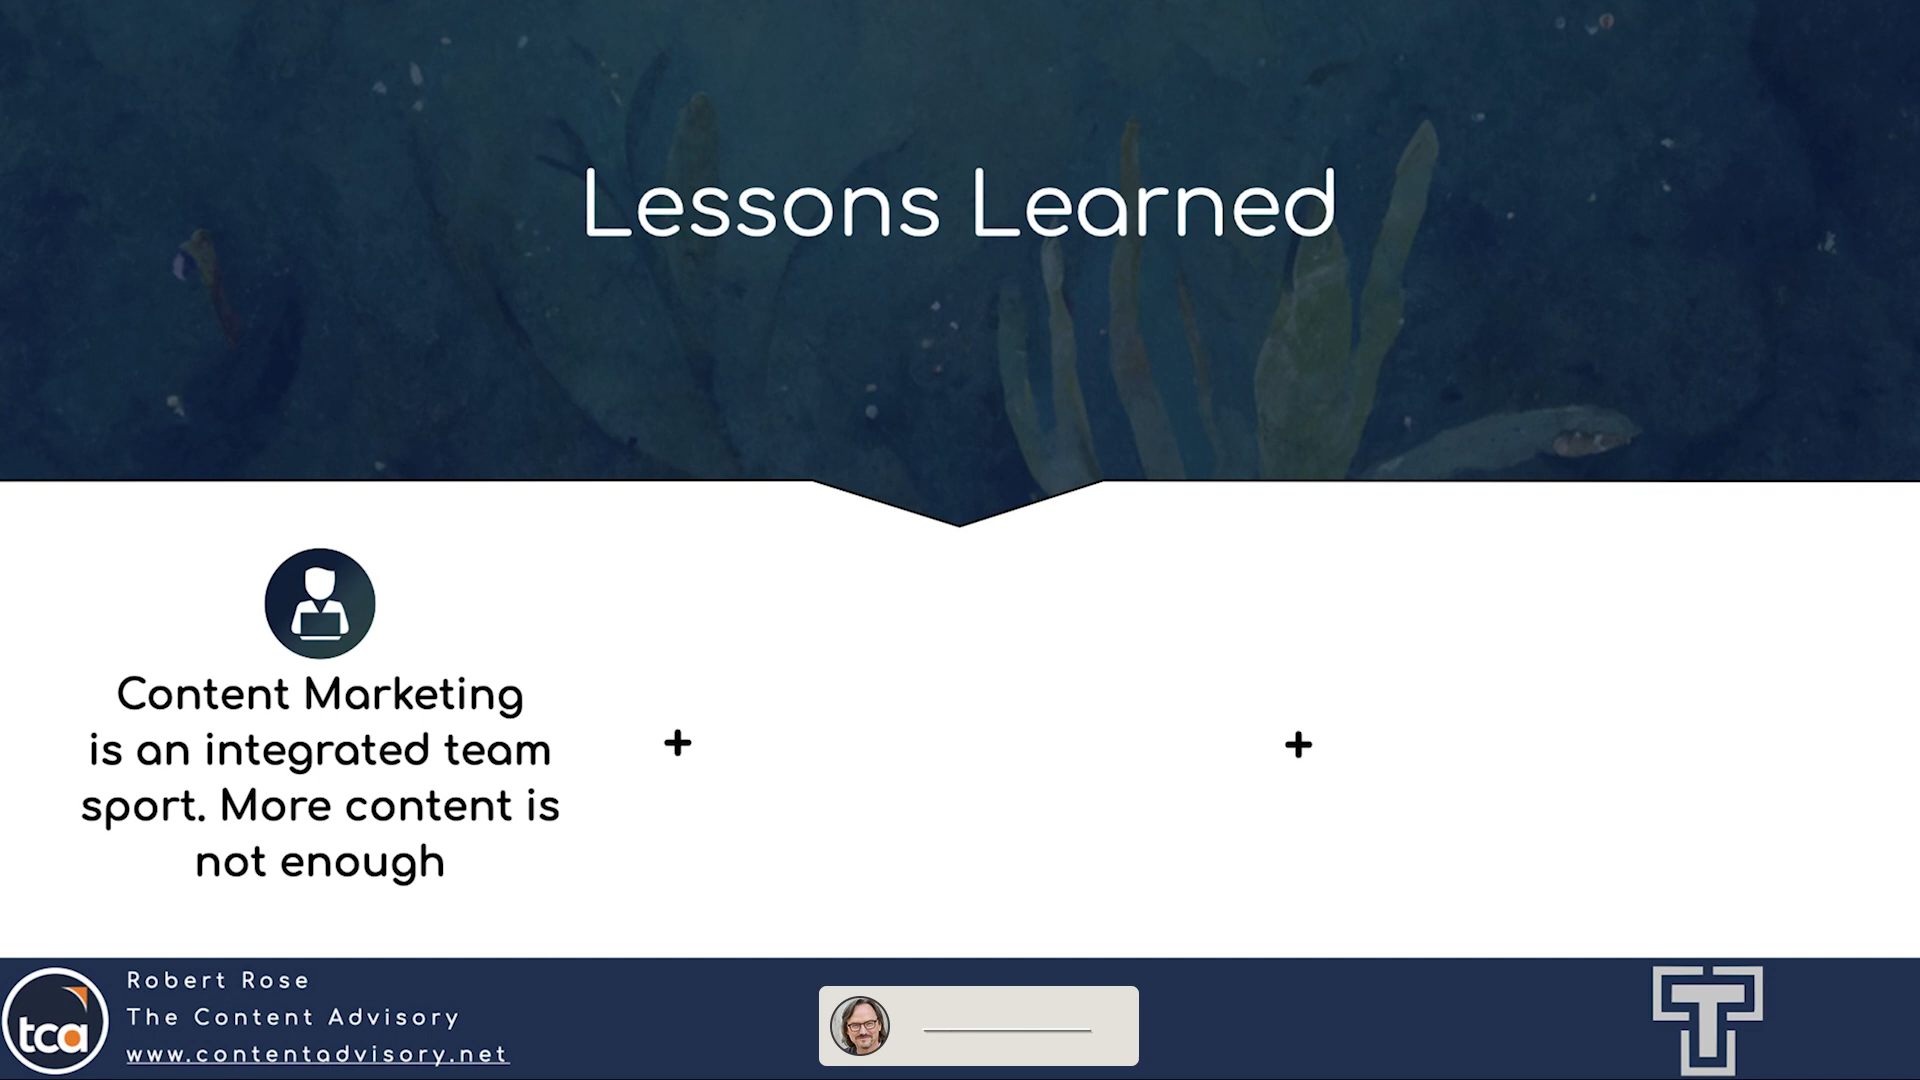 Lessons Learned
Content Marketing
is an integrated team
sport. More content is
not enough
+
+
tca
Robert Rose
The Content Advisory
www.contentadvisory.net
T